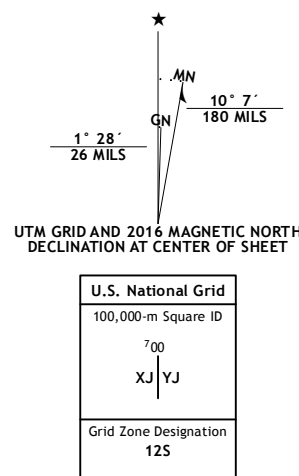 ★
MN
GN
10° 7´
180 MILS
1° 28´
26 MILS
UTM GRID AND 2016 MAGNETIC NORTH
DECLINATION AT CENTER OF SHEET
U.S. National Grid
100,000-m Square ID
⁷00
XJ YJ
Grid Zone Designation
12S